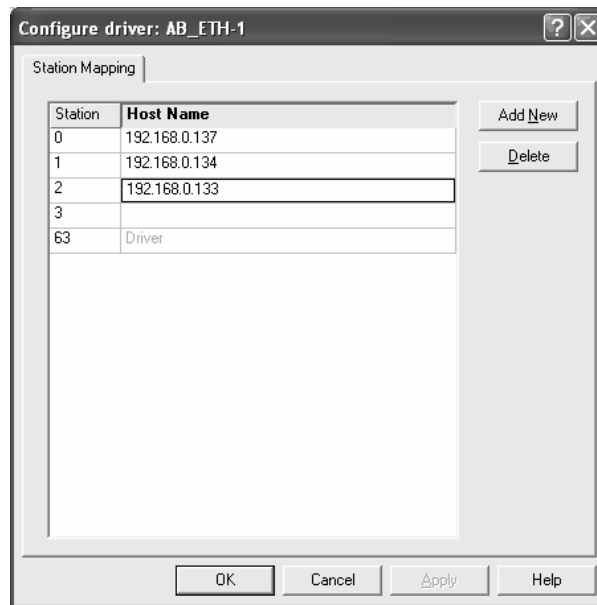 Configure driver: AB_ETH-1
Station Mapping
Station Host Name
0 192.168.0.137
1 192.168.0.134
2 192.168.0.133
3
63 Driver
Add New
Delete
OK Cancel Apply Help